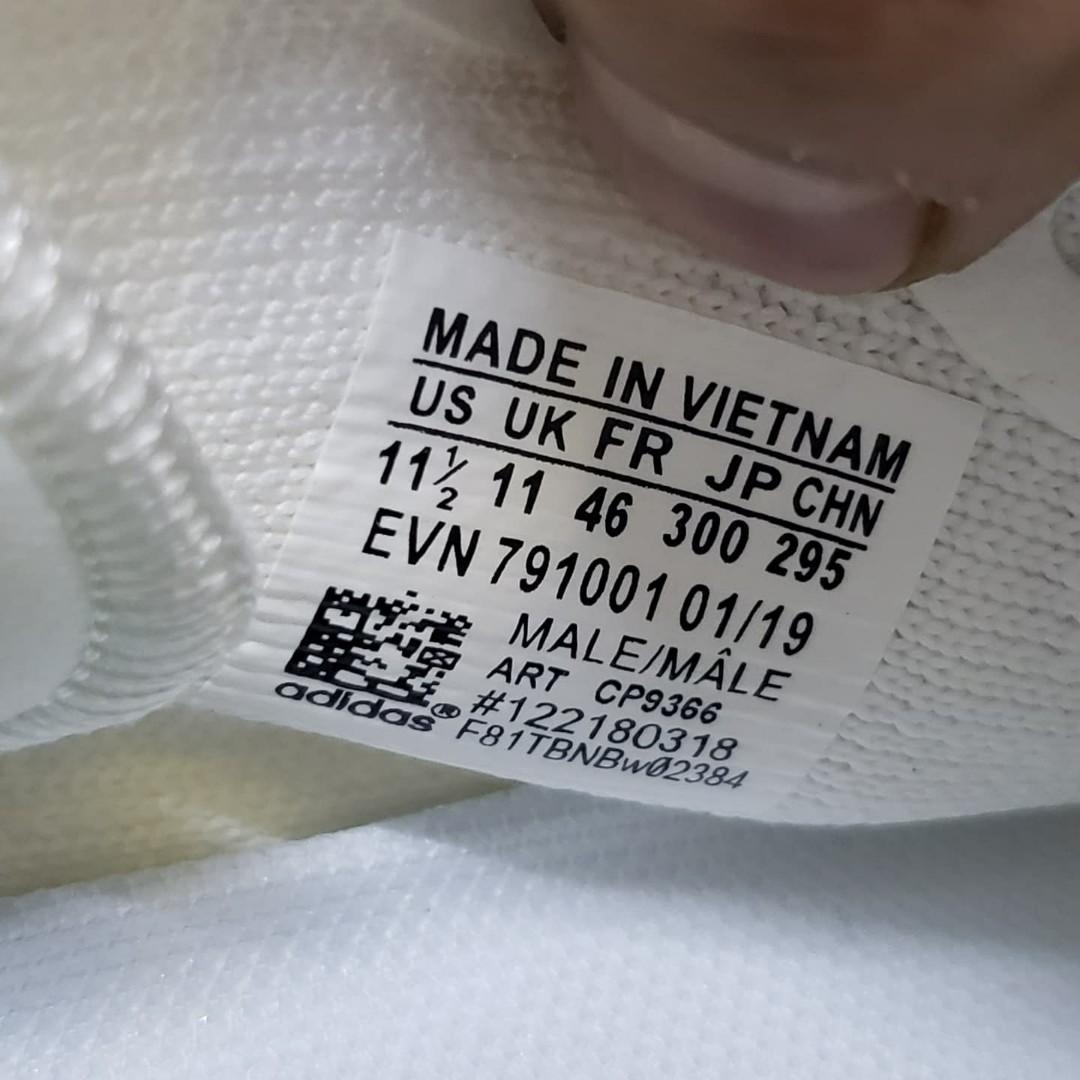 MADE IN VIETNAM
US UK FR JP CHN
11½ 11 46 300 295
EVN 791001 01/19
MALE/MÂLE
ART CP9366
#122180318
adidas® F81TBNBw02384